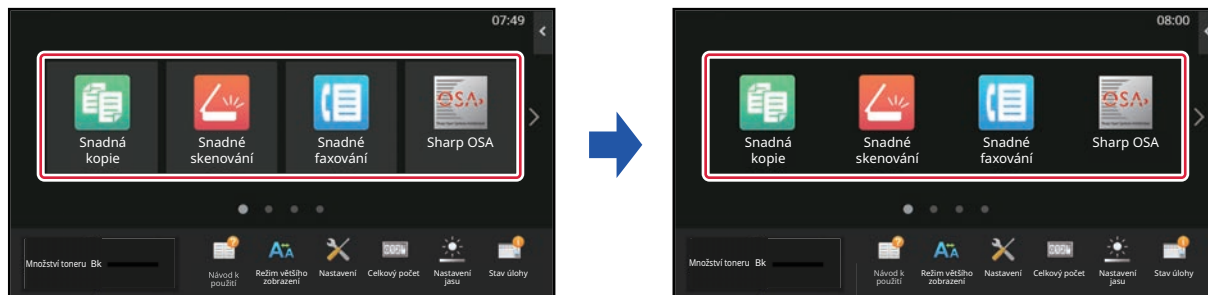 07:49
Snadná
kopie
Snadné
skenování
Snadné
faxování
OSA
Sharp OSA
Množství toneru Bk
Návod k
použití
Režim většího
zobrazení
Nastavení
Celkový počet
Nastavení
jasu
Stav úlohy
08:00
Snadná
kopie
Snadné
skenování
Snadné
faxování
OSA
Sharp OSA
Množství toneru Bk
Návod k
použití
Režim většího
zobrazení
Nastavení
Celkový počet
Nastavení
jasu
Stav úlohy